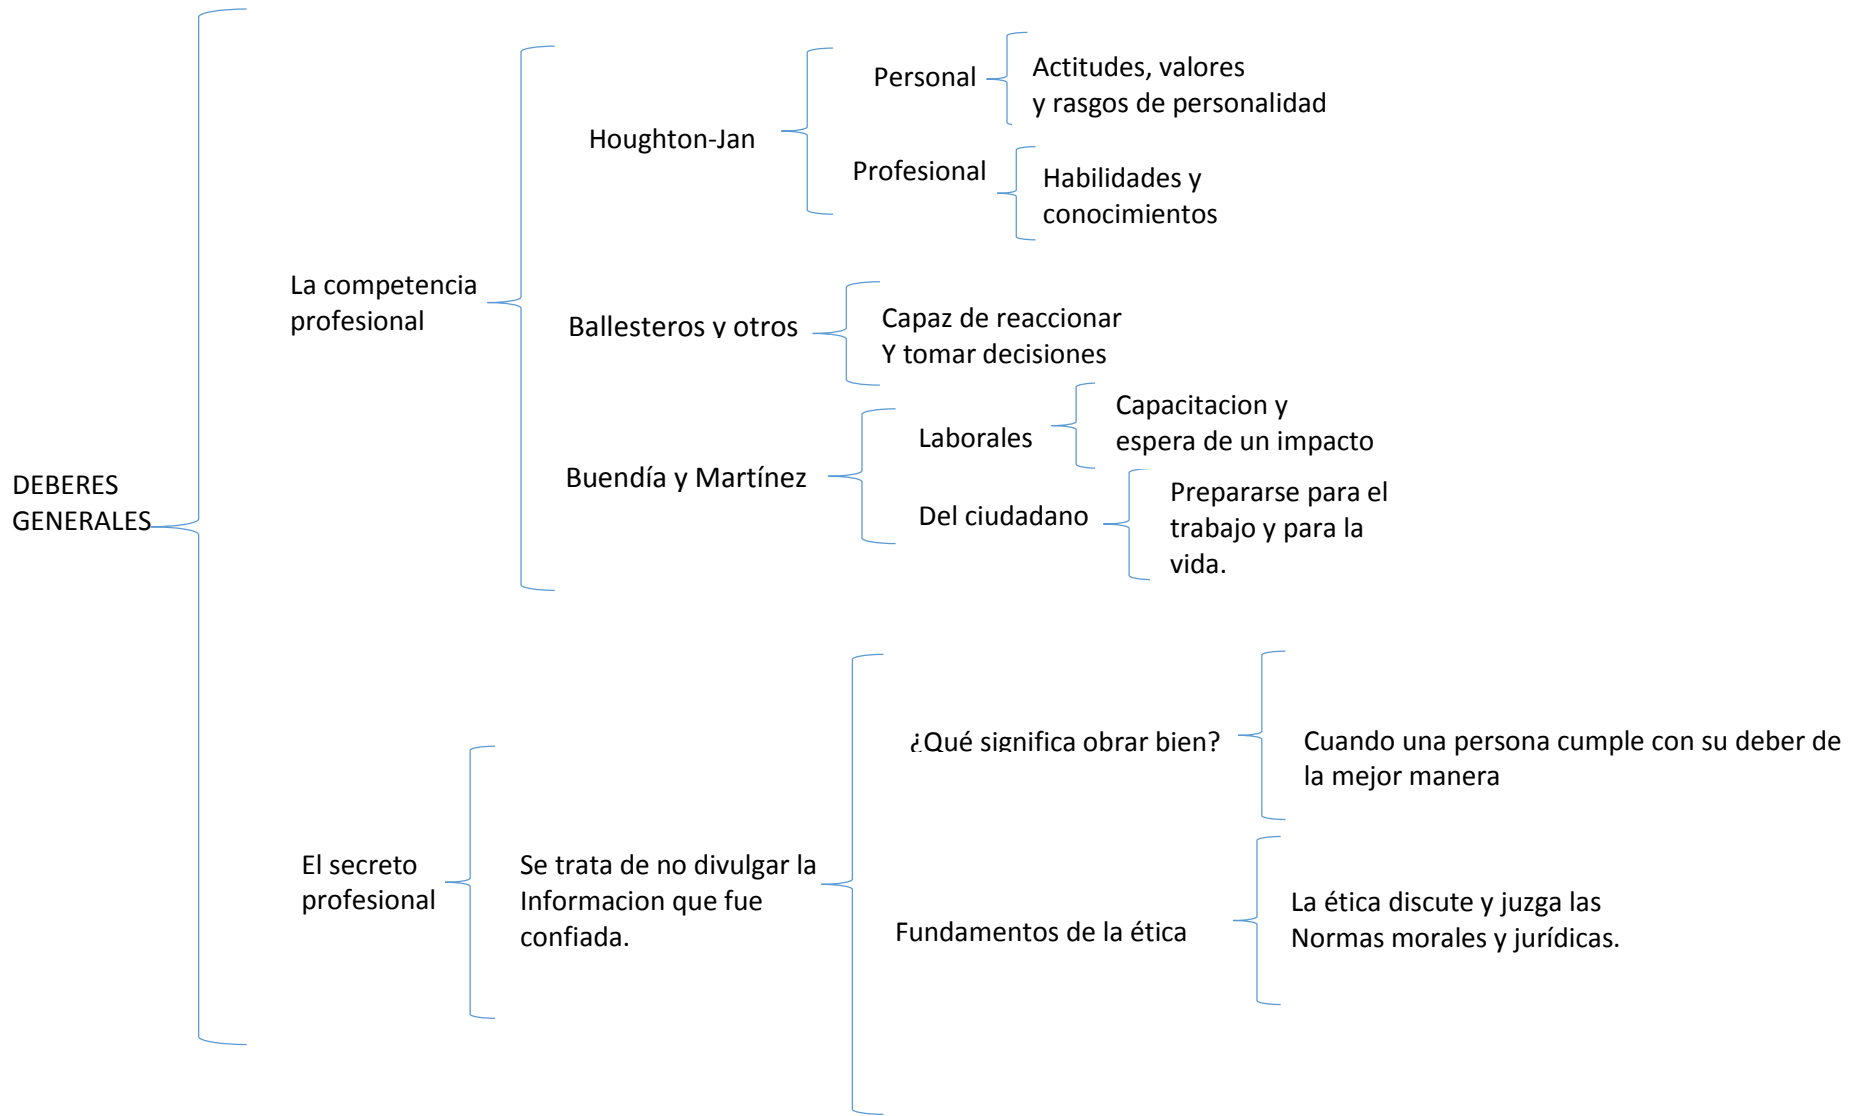 DEBERES
GENERALES
La competencia
profesional
Houghton-Jan
Personal
Actitudes, valores
y rasgos de personalidad
Profesional
Habilidades y
conocimientos
Ballesteros y otros
Capaz de reaccionar
Y tomar decisiones
Buendía y Martínez
Laborales
Capacitacion y
espera de un impacto
Del ciudadano
Prepararse para el
trabajo y para la
vida.
El secreto
profesional
Se trata de no divulgar la
Informacion que fue
confiada.
¿Qué significa obrar bien?
Cuando una persona cumple con su deber de
la mejor manera
Fundamentos de la ética
La ética discute y juzga las
Normas morales y jurídicas.